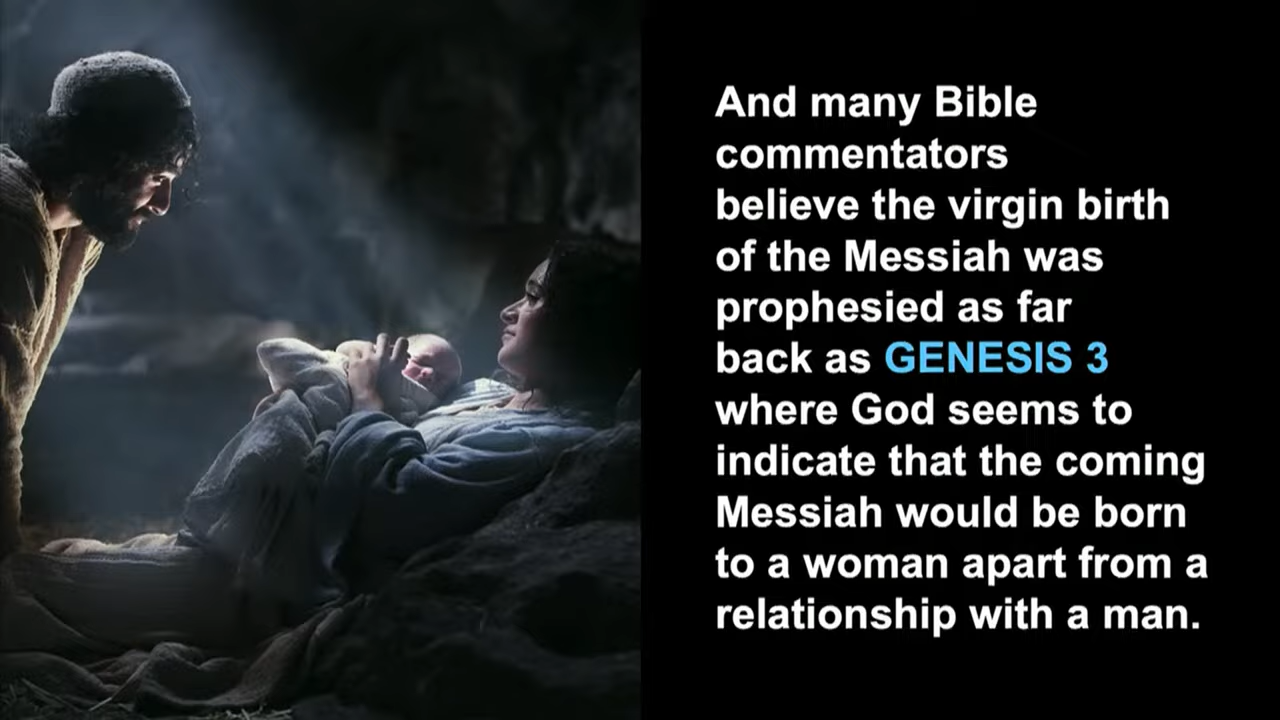 And many Bible
commentators
believe the virgin birth
of the Messiah was
prophesied as far
back as GENESIS 3
where God seems to
indicate that the coming
Messiah would be born
to a woman apart from a
relationship with a man.